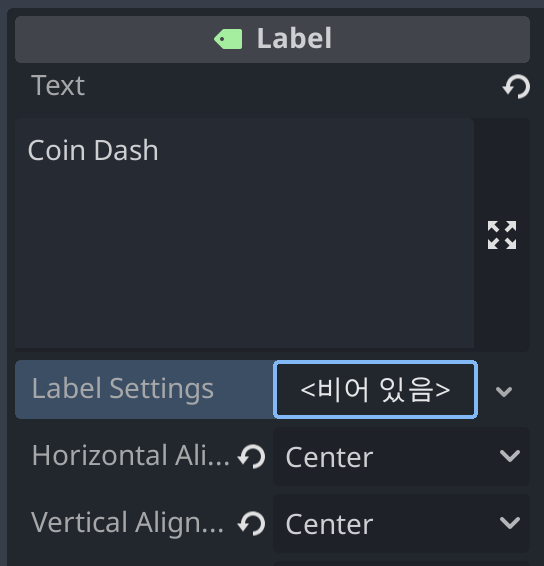 Label
Text
Coin Dash
Label Settings <비어 있음>
Horizontal Ali... Center
Vertical Align... Center